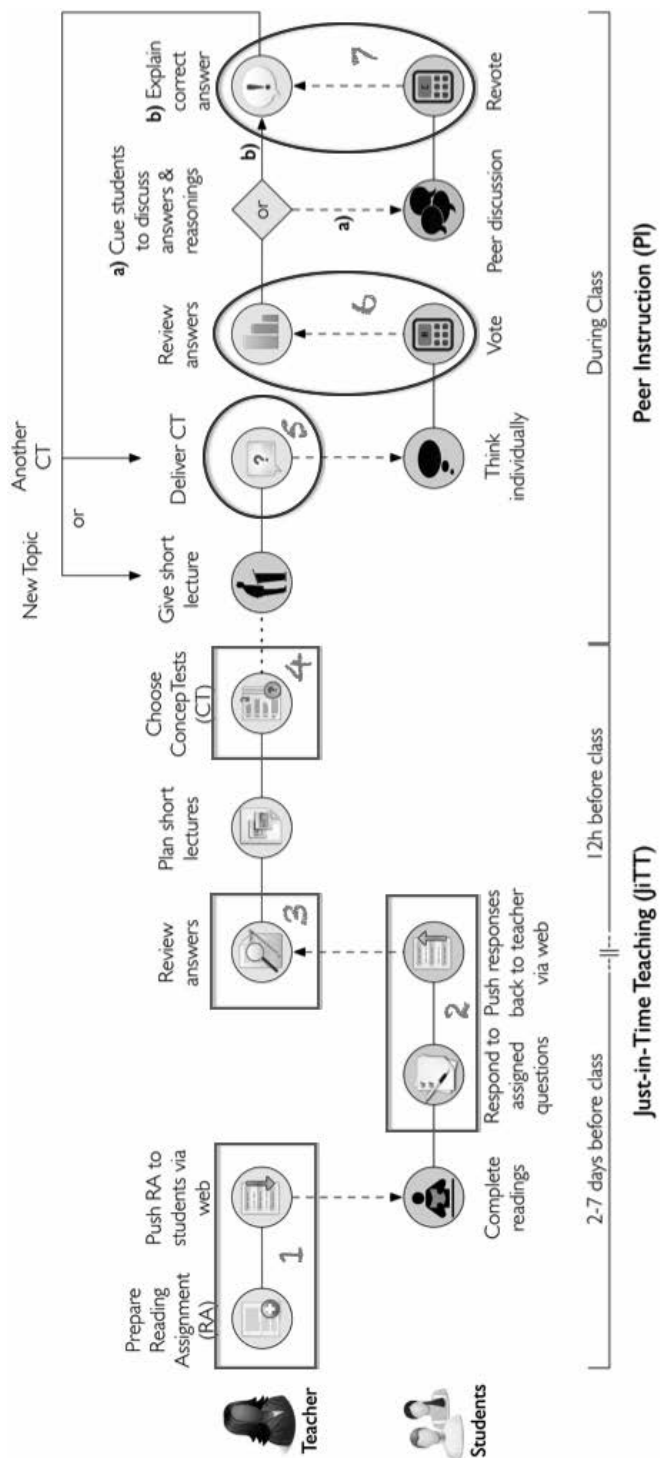 New Topic
or
Another
CT
Prepare
Reading
Assignment
(RA)
Push RA to
students via
web
Review
answers
Plan short
lectures
Choose
ConcepTests
(CT)
Give short
lecture
Deliver CT
Review
answers
a) Cue students
to discuss
answers &
reasonings
b) Explain
correct
answer
Teacher
1
3
4
?
5
or
b)
!
6
a)
7
2
Students
Complete
readings
Respond to
assigned
questions
Push responses
back to teacher
via web
Think
individually
Vote
Peer discussion
Revote
2-7 days before class
12h before class
During Class
Just-in-Time Teaching (JiTT)
Peer Instruction (PI)